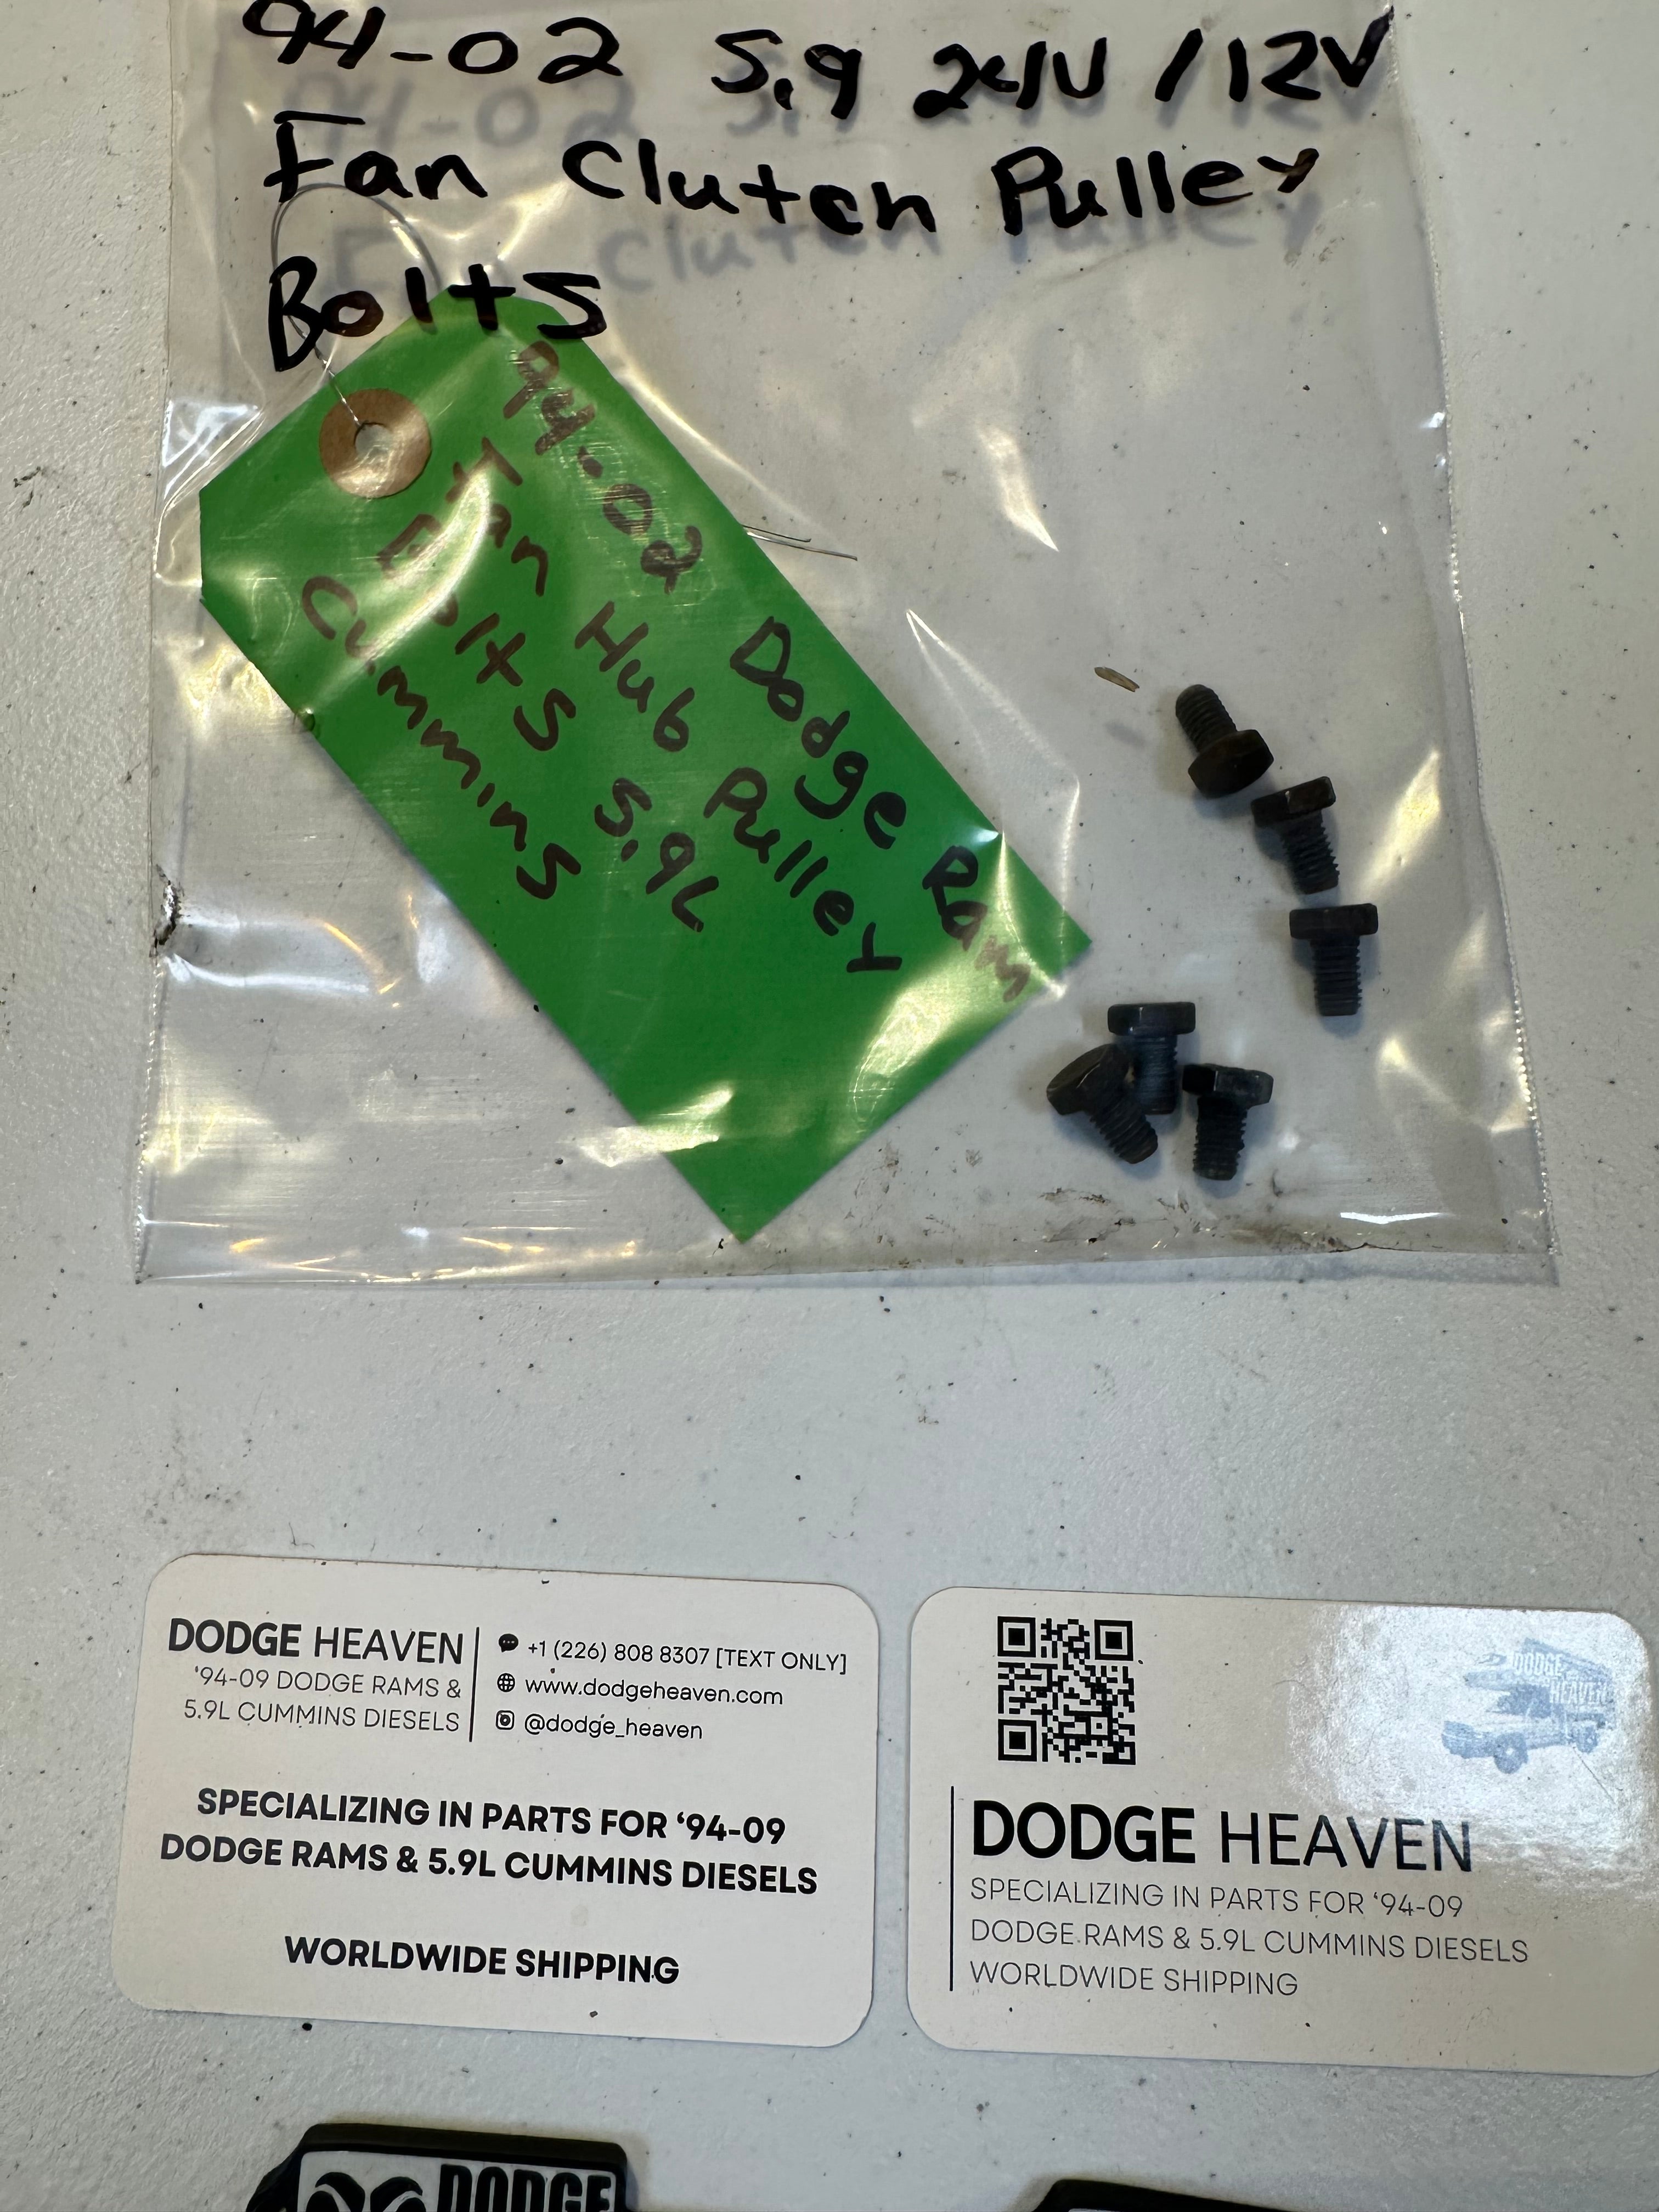 94-02 5.9 24V / 12V
Fan Clutch Pulley
Bolts
94-02 Dodge Ram
Fan Hub Pulley
Bolts 5.9L
Cummins
DODGE HEAVEN
'94-09 DODGE RAMS &
5.9L CUMMINS DIESELS
+1 (226) 808 8307 [TEXT ONLY]
www.dodgeheaven.com
@dodge_heaven
SPECIALIZING IN PARTS FOR ‘94-09
DODGE RAMS & 5.9L CUMMINS DIESELS
WORLDWIDE SHIPPING
DODGE
HEAVEN
DODGE HEAVEN
SPECIALIZING IN PARTS FOR ‘94-09
DODGE RAMS & 5.9L CUMMINS DIESELS
WORLDWIDE SHIPPING
DODGE